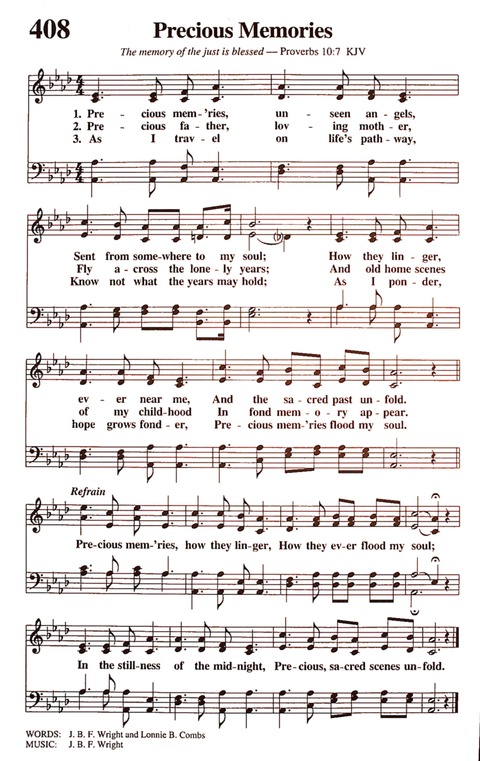 408 Precious Memories
The memory of the just is blessed — Proverbs 10:7 KJV
1. Pre - cious mem - 'ries, un - seen an - gels,
2. Pre - cious fa - ther, lov - ing moth - er,
3. As I trav - el on life's path - way,
Sent from some-where to my soul; How they lin - ger,
Fly a - cross the lone - ly years; And old home scenes
Know not what the years may hold; As I pon - der,
ev - er near me, And the sa - cred past un - fold.
of my child-hood In fond mem - o - ry ap - pear.
hope grows fond - er, Pre - cious mem-'ries flood my soul.
Refrain
Pre-cious mem-'ries, how they lin-ger, How they ev-er flood my soul;
In the still-ness of the mid-night, Pre-cious, sa-cred scenes un-fold.
WORDS: J. B. F. Wright and Lonnie B. Combs
MUSIC: J. B. F. Wright